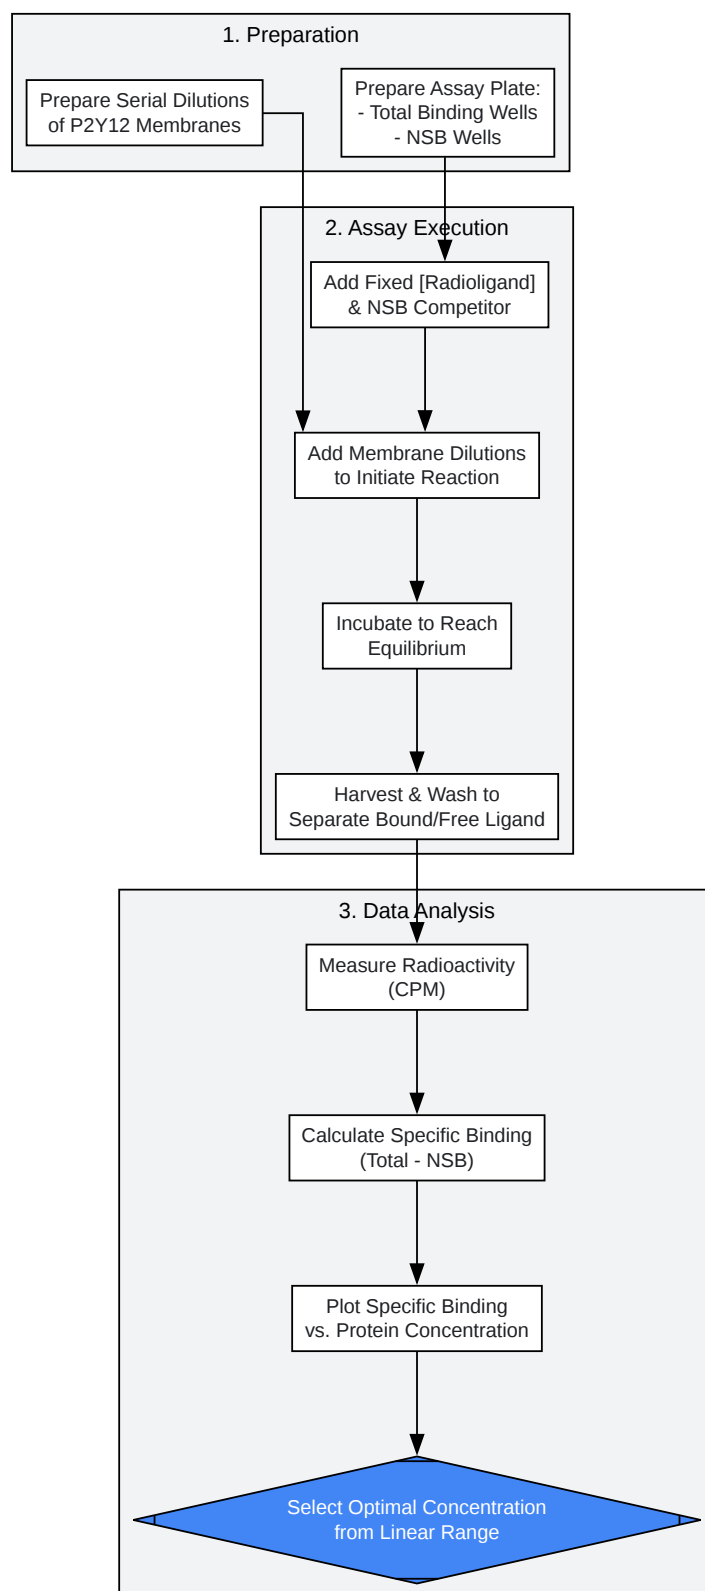 1. Preparation
Prepare Serial Dilutions
of P2Y12 Membranes
Prepare Assay Plate:
- Total Binding Wells
- NSB Wells
2. Assay Execution
Add Fixed [Radioligand]
& NSB Competitor
Add Membrane Dilutions
to Initiate Reaction
Incubate to Reach
Equilibrium
Harvest & Wash to
Separate Bound/Free Ligand
3. Data Analysis
Measure Radioactivity
(CPM)
Calculate Specific Binding
(Total - NSB)
Plot Specific Binding
vs. Protein Concentration
Select Optimal Concentration
from Linear Range